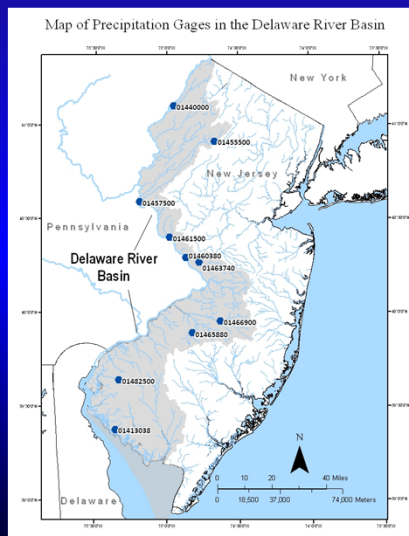 Map of Precipitation Gages in the Delaware River Basin
New York
01440000
01455500
New Jersey
01457500
Pennsylvania
01461500
Delaware River
Basin
01460380
01463740
01466900
01465880
01482500
01413038
N
0 10 20 40 Miles
0 18,500 37,000 74,000 Meters
Delaware